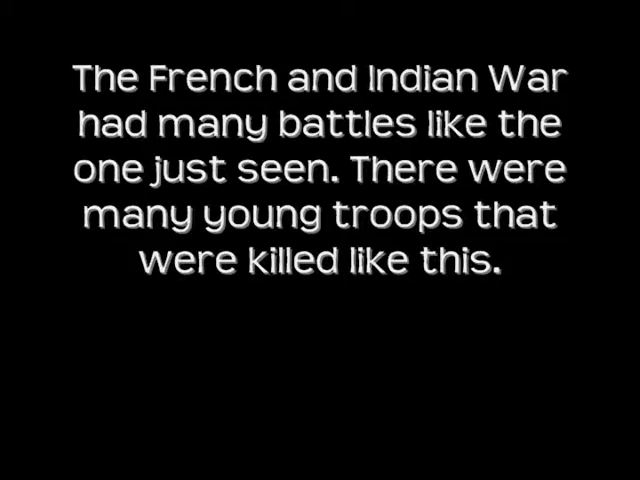 The French and Indian War
had many battles like the
one just seen. There were
many young troops that
were killed like this.